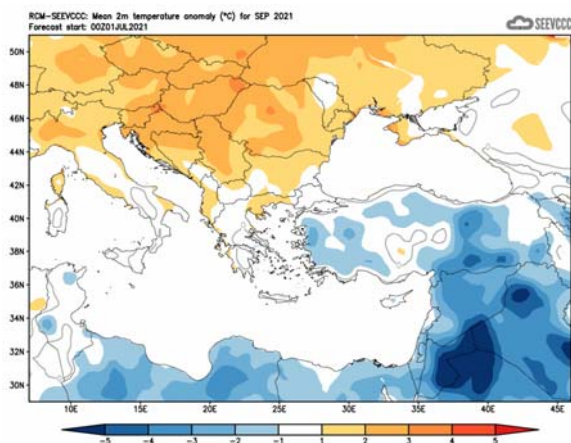 RCM-SEEVCCC: Mean 2m temperature anomaly (°C) for SEP 2021
Forecast start: 00Z01JUL2021
SEEVCCC
50N
48N
46N
44N
42N
40N
38N
36N
34N
32N
30N
10E 15E 20E 25E 30E 35E 40E 45E
-5 -4 -3 -2 -1 1 2 3 4 5